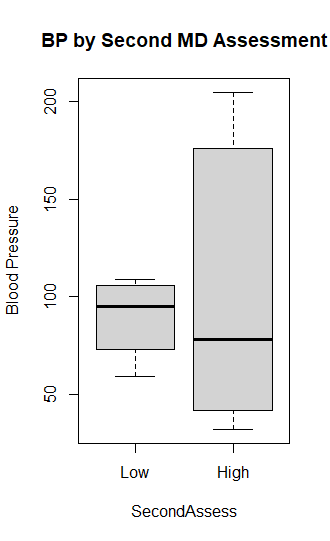 BP by Second MD Assessment
200
150
100
50
Blood Pressure
Low High
SecondAssess